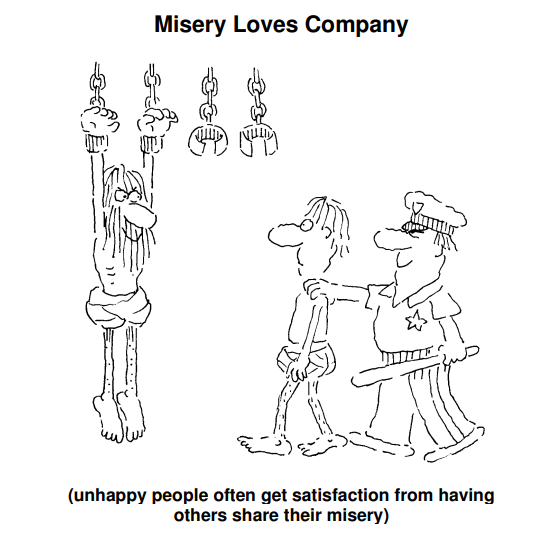 Misery Loves Company
(unhappy people often get satisfaction from having
others share their misery)